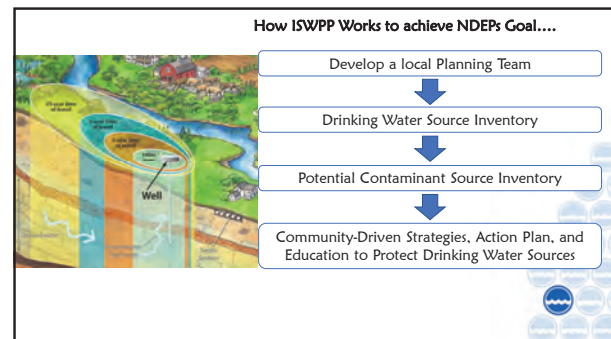 How ISWPP Works to achieve NDEPs Goal....
Develop a local Planning Team
Drinking Water Source Inventory
Potential Contaminant Source Inventory
Community-Driven Strategies, Action Plan, and
Education to Protect Drinking Water Sources
Well